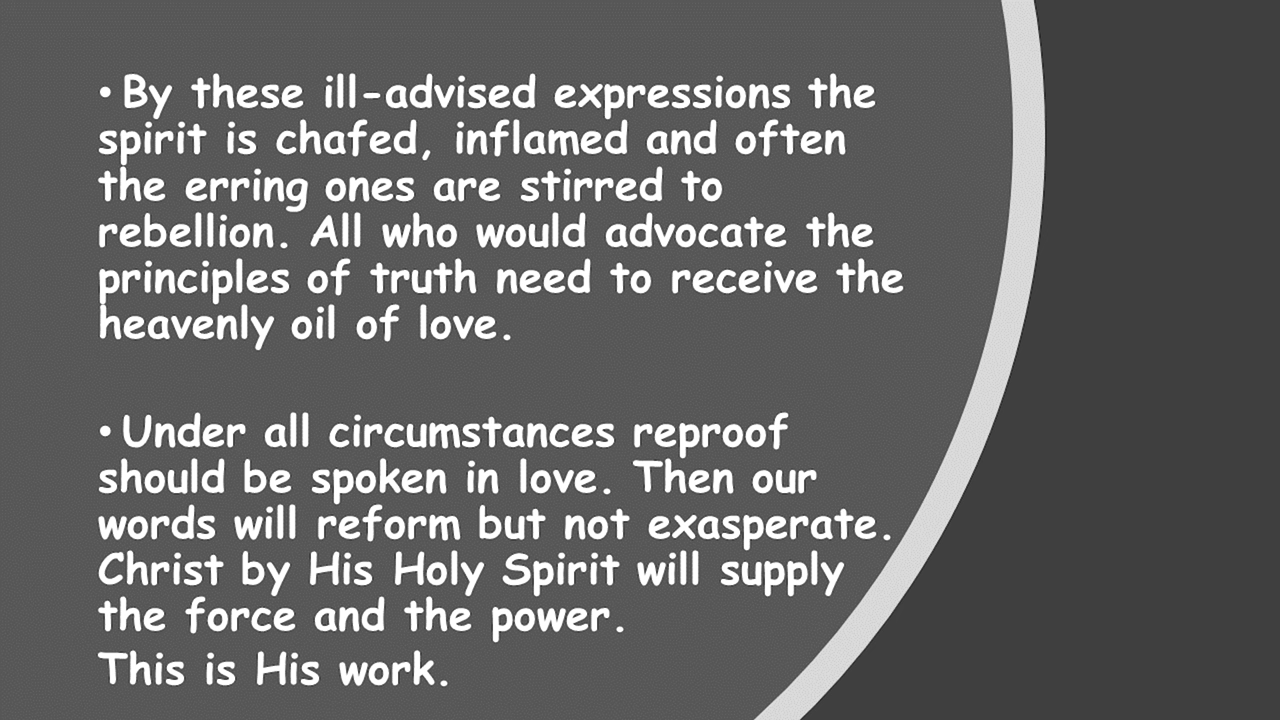 • By these ill-advised expressions the
spirit is chafed, inflamed and often
the erring ones are stirred to
rebellion. All who would advocate the
principles of truth need to receive the
heavenly oil of love.
• Under all circumstances reproof
should be spoken in love. Then our
words will reform but not exasperate.
Christ by His Holy Spirit will supply
the force and the power.
This is His work.